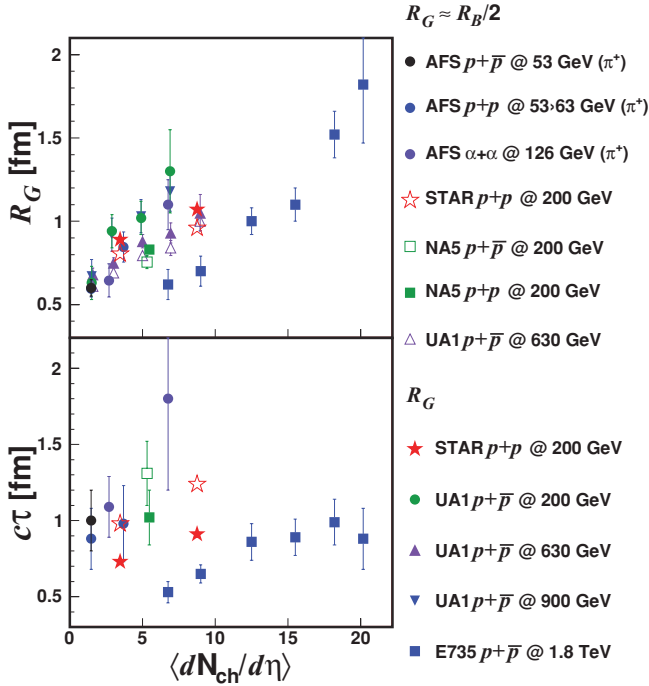 R_G ≈ R_B/2
AFS p+p̅ @ 53 GeV (π⁺)
AFS p+p @ 53›63 GeV (π⁺)
AFS α+α @ 126 GeV (π⁺)
STAR p+p @ 200 GeV
NA5 p+p̅ @ 200 GeV
NA5 p+p @ 200 GeV
UA1 p+p̅ @ 630 GeV
R_G
STAR p+p @ 200 GeV
UA1 p+p̅ @ 200 GeV
UA1 p+p̅ @ 630 GeV
UA1 p+p̅ @ 900 GeV
E735 p+p̅ @ 1.8 TeV
R_G [fm]
2
1.5
1
0.5
cτ [fm]
2
1.5
1
0.5
0 5 10 15 20
⟨dN_ch/dη⟩